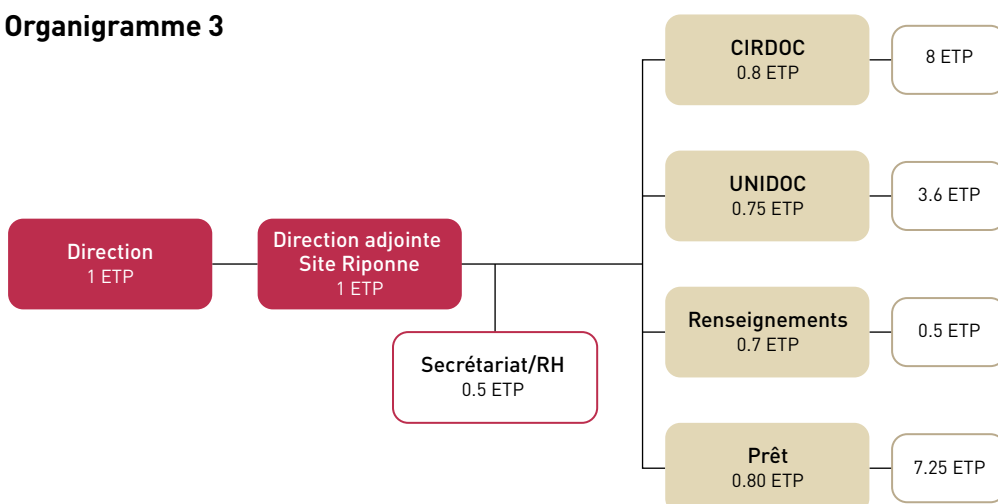 Organigramme 3
CIRDOC
0.8 ETP
8 ETP
UNIDOC
0.75 ETP
3.6 ETP
Direction
1 ETP
Direction adjointe
Site Riponne
1 ETP
Renseignements
0.7 ETP
0.5 ETP
Secrétariat/RH
0.5 ETP
Prêt
0.80 ETP
7.25 ETP